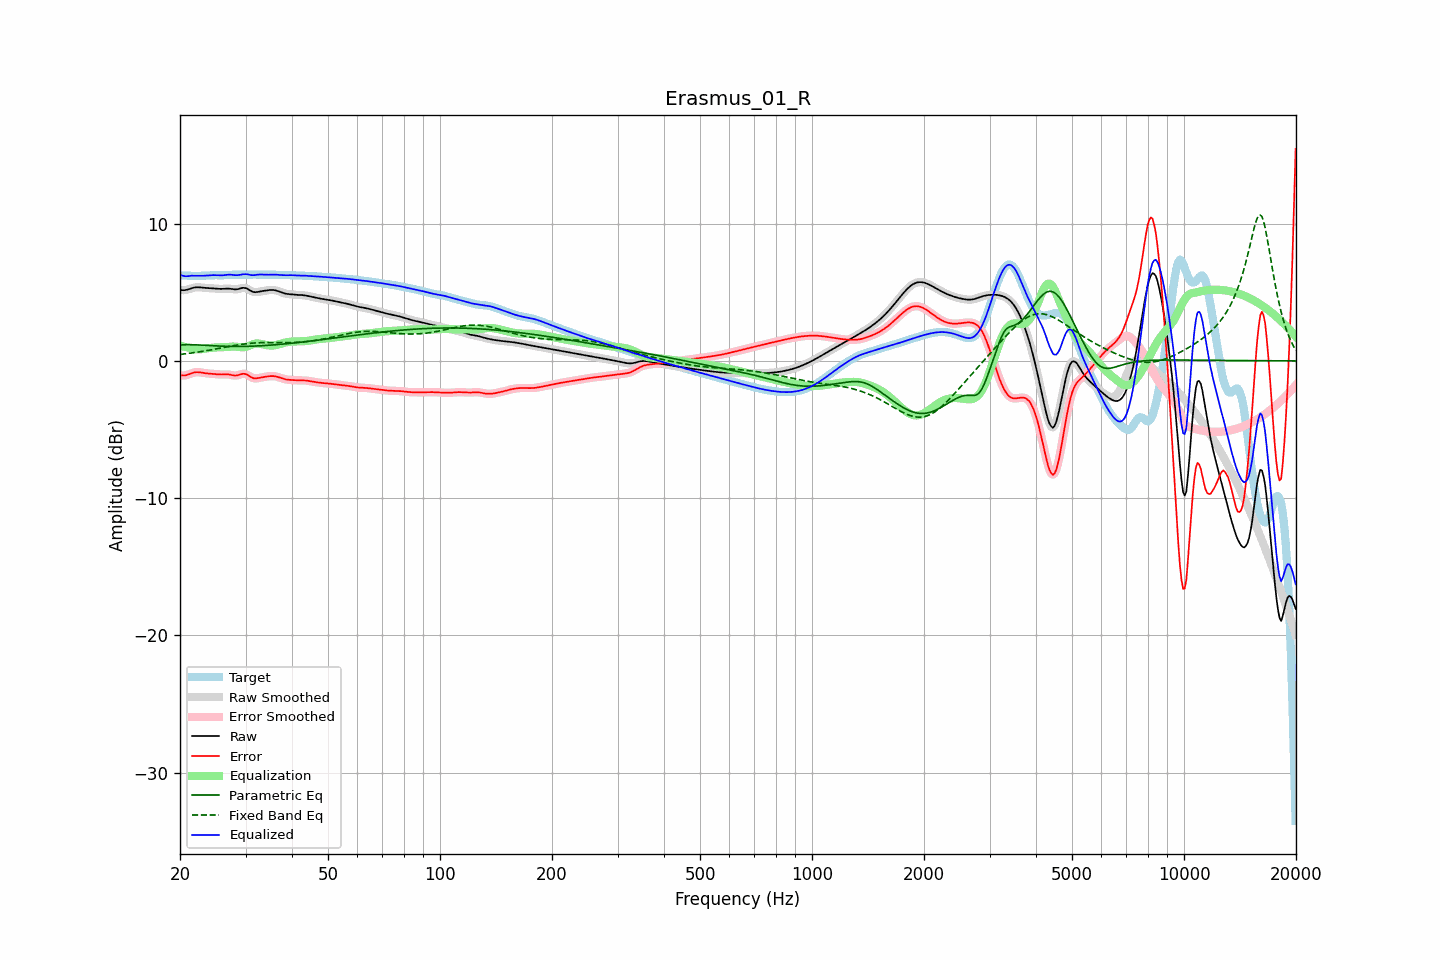 Erasmus_01_R
Amplitude (dBr)
10
0
−10
−20
−30
Target
Raw Smoothed
Error Smoothed
Raw
Error
Equalization
Parametric Eq
Fixed Band Eq
Equalized
20 50 100 200 500 1000 2000 5000 10000 20000
Frequency (Hz)